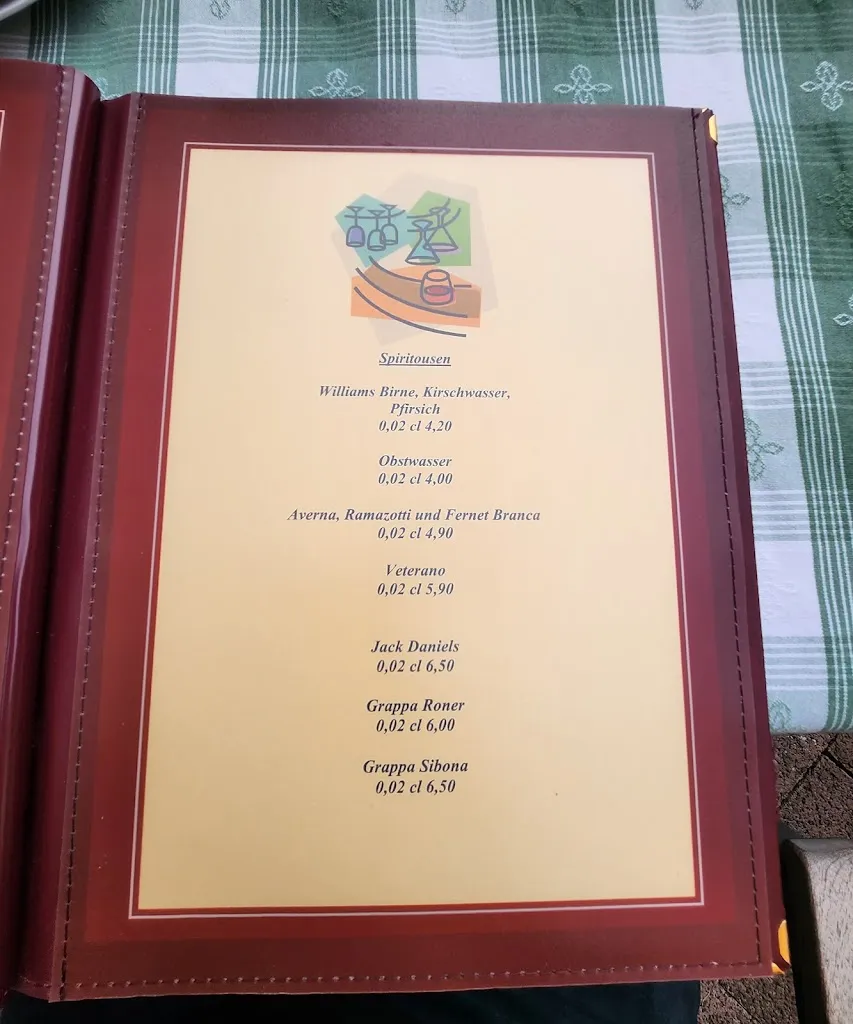 Spiritousen
Williams Birne, Kirschwasser,
Pfirsich
0,02 cl 4,20
Obstwasser
0,02 cl 4,00
Averna, Ramazotti und Fernet Branca
0,02 cl 4,90
Veterano
0,02 cl 5,90
Jack Daniels
0,02 cl 6,50
Grappa Roner
0,02 cl 6,00
Grappa Sibona
0,02 cl 6,50